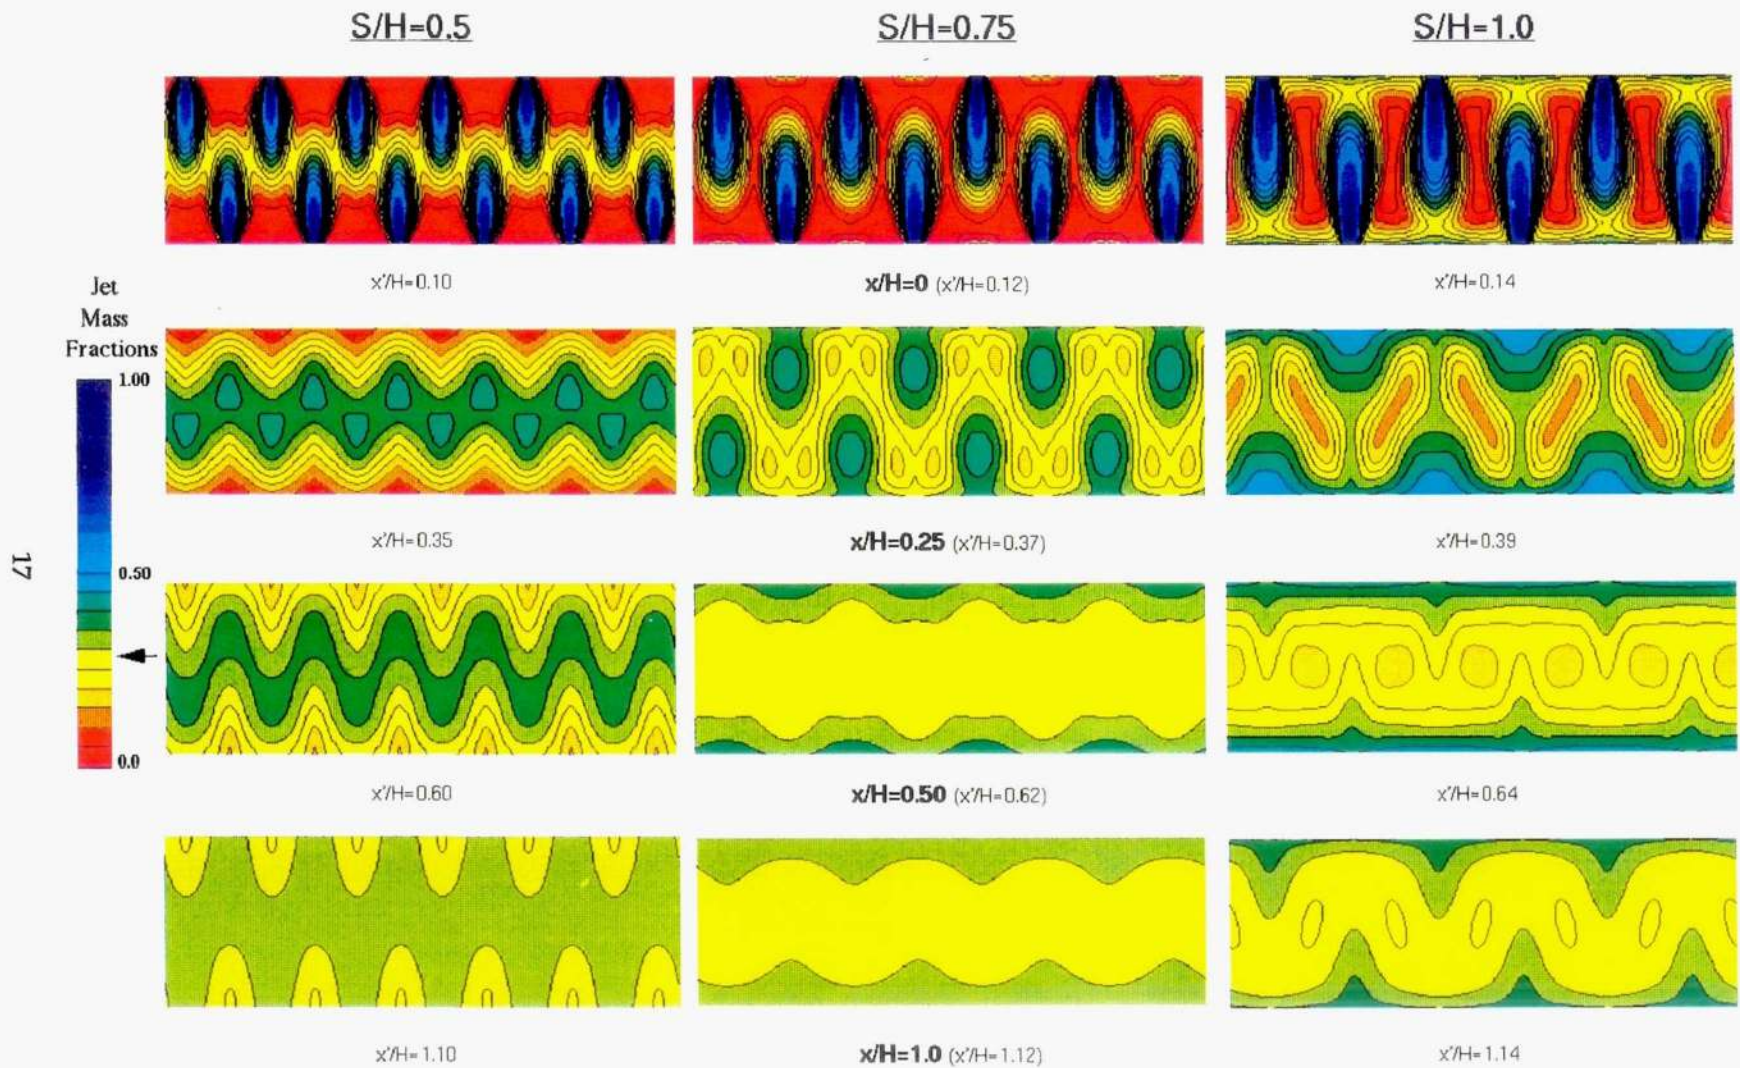 S/H=0.5
S/H=0.75
S/H=1.0
x'/H=0.10
x/H=0 (x'/H=0.12)
x'/H=0.14
Jet
Mass
Fractions
1.00
0.50
0.0
x'/H=0.35
x/H=0.25 (x'/H=0.37)
x'/H=0.39
17
x'/H=0.60
x/H=0.50 (x'/H=0.62)
x'/H=0.64
x'/H=1.10
x/H=1.0 (x'/H=1.12)
x'/H=1.14